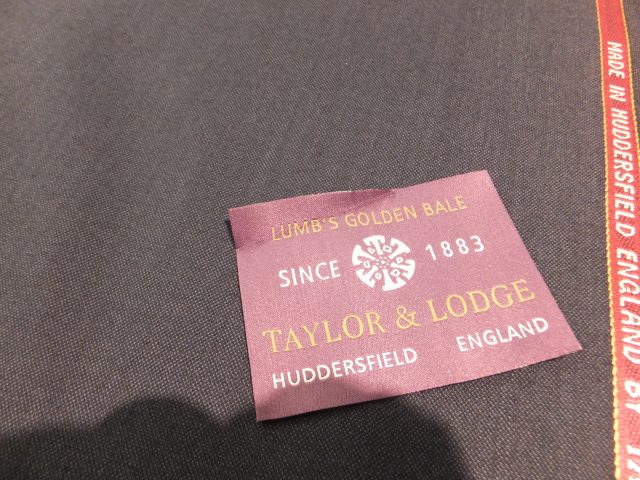 LUMB'S GOLDEN BALE
SINCE 1883
TAYLOR & LODGE
HUDDERSFIELD ENGLAND
MADE IN HUDDERSFIELD ENGLAND BY